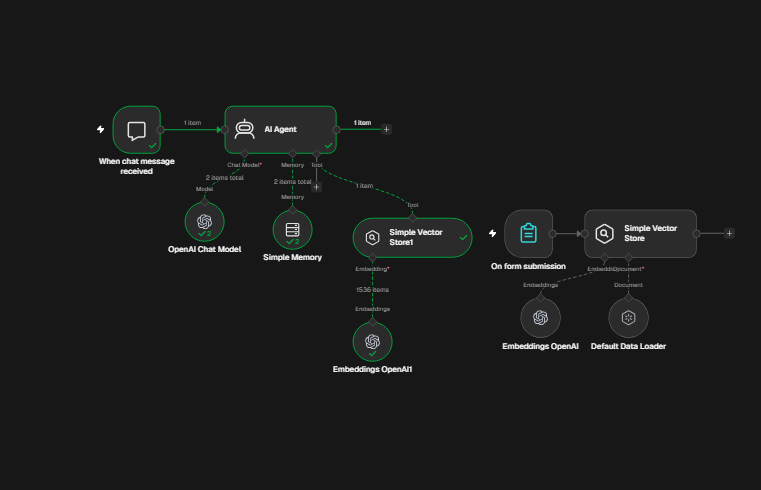 1 item
AI Agent
1 item
When chat message
received
Chat Model*
Memory
Tool
2 items total
2 items total
1 item
Model
Memory
Tool
2
OpenAI Chat Model
2
Simple Memory
Simple Vector
Store1
Embedding*
1536 items
Embeddings
Embeddings OpenAI1
On form submission
Simple Vector
Store
Embeddi
Document*
Embeddings
Document
Embeddings OpenAI
Default Data Loader